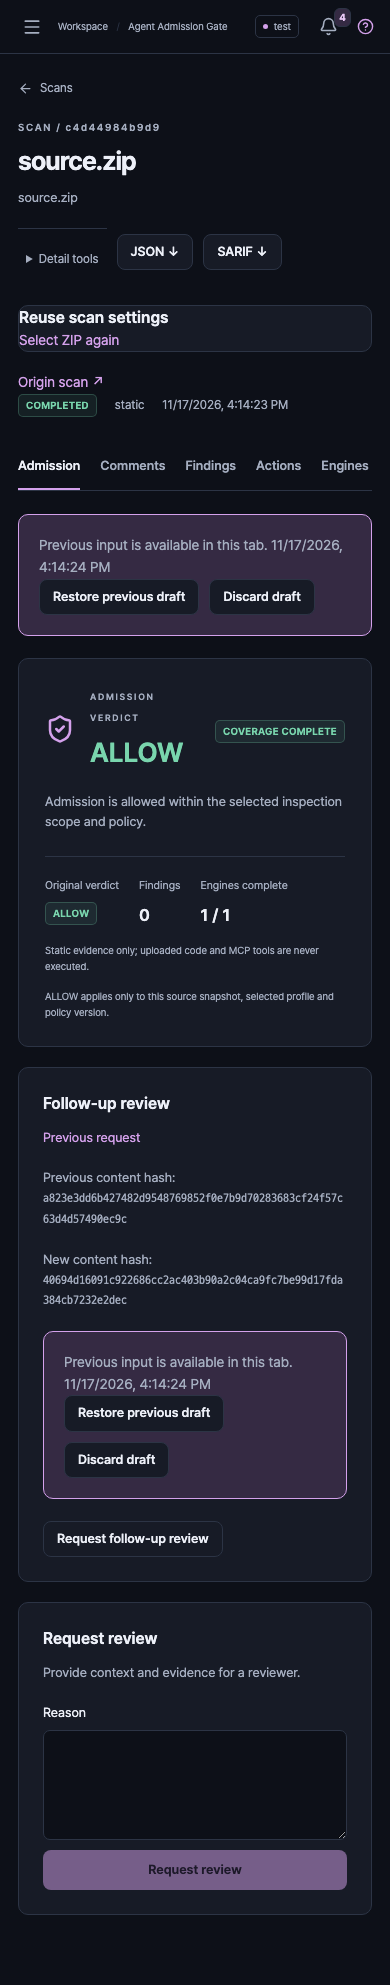 Workspace / Agent Admission Gate
test
4
Scans
SCAN / c4d44984b9d9
source.zip
source.zip
Detail tools
JSON ↓
SARIF ↓
Reuse scan settings
Select ZIP again
Origin scan ↗
COMPLETED
static
11/17/2026, 4:14:23 PM
Admission
Comments
Findings
Actions
Engines
Previous input is available in this tab. 11/17/2026,
4:14:24 PM
Restore previous draft
Discard draft
ADMISSION
VERDICT
ALLOW
COVERAGE COMPLETE
Admission is allowed within the selected inspection
scope and policy.
Original verdict
Findings
Engines complete
ALLOW
0
1 / 1
Static evidence only; uploaded code and MCP tools are never
executed.
ALLOW applies only to this source snapshot, selected profile and
policy version.
Follow-up review
Previous request
Previous content hash:
a823e3dd6b427482d9548769852f0e7b9d70283683cf24f57c
63d4d57490ec9c
New content hash:
40694d16091c922686cc2ac403b90a2c04ca9fc7be99d17fda
384cb7232e2dec
Previous input is available in this tab.
11/17/2026, 4:14:24 PM
Restore previous draft
Discard draft
Request follow-up review
Request review
Provide context and evidence for a reviewer.
Reason
Request review